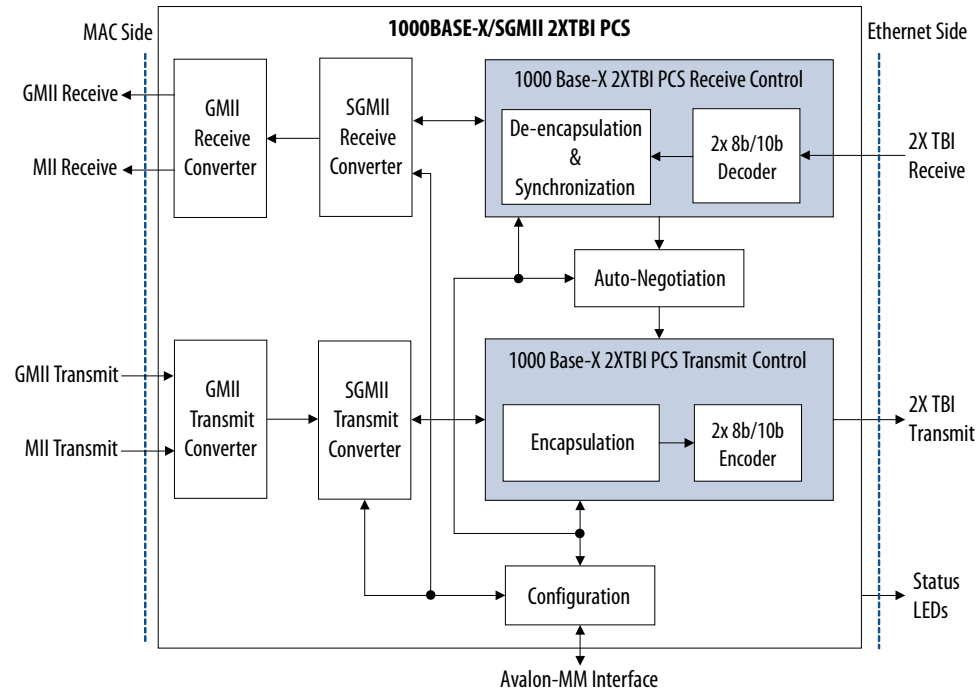 1000BASE-X/SGMII 2XTBI PCS
MAC Side
Ethernet Side
GMII Receive
MII Receive
GMII
Receive
Converter
SGMII
Receive
Converter
1000 Base-X 2XTBI PCS Receive Control
De-encapsulation
&
Synchronization
2x 8b/10b
Decoder
2X TBI
Receive
Auto-Negotiation
GMII Transmit
MII Transmit
GMII
Transmit
Converter
SGMII
Transmit
Converter
1000 Base-X 2XTBI PCS Transmit Control
Encapsulation
2x 8b/10b
Encoder
2X TBI
Transmit
Configuration
Status
LEDs
Avalon-MM Interface